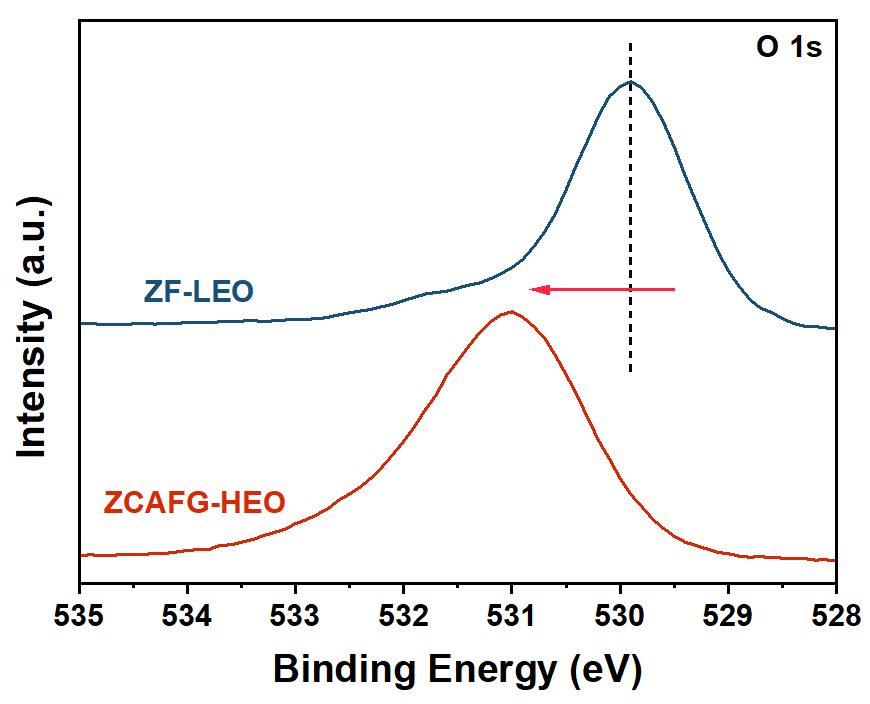 O 1s
ZF-LEO
ZCAFG-HEO
Intensity (a.u.)
535 534 533 532 531 530 529 528
Binding Energy (eV)